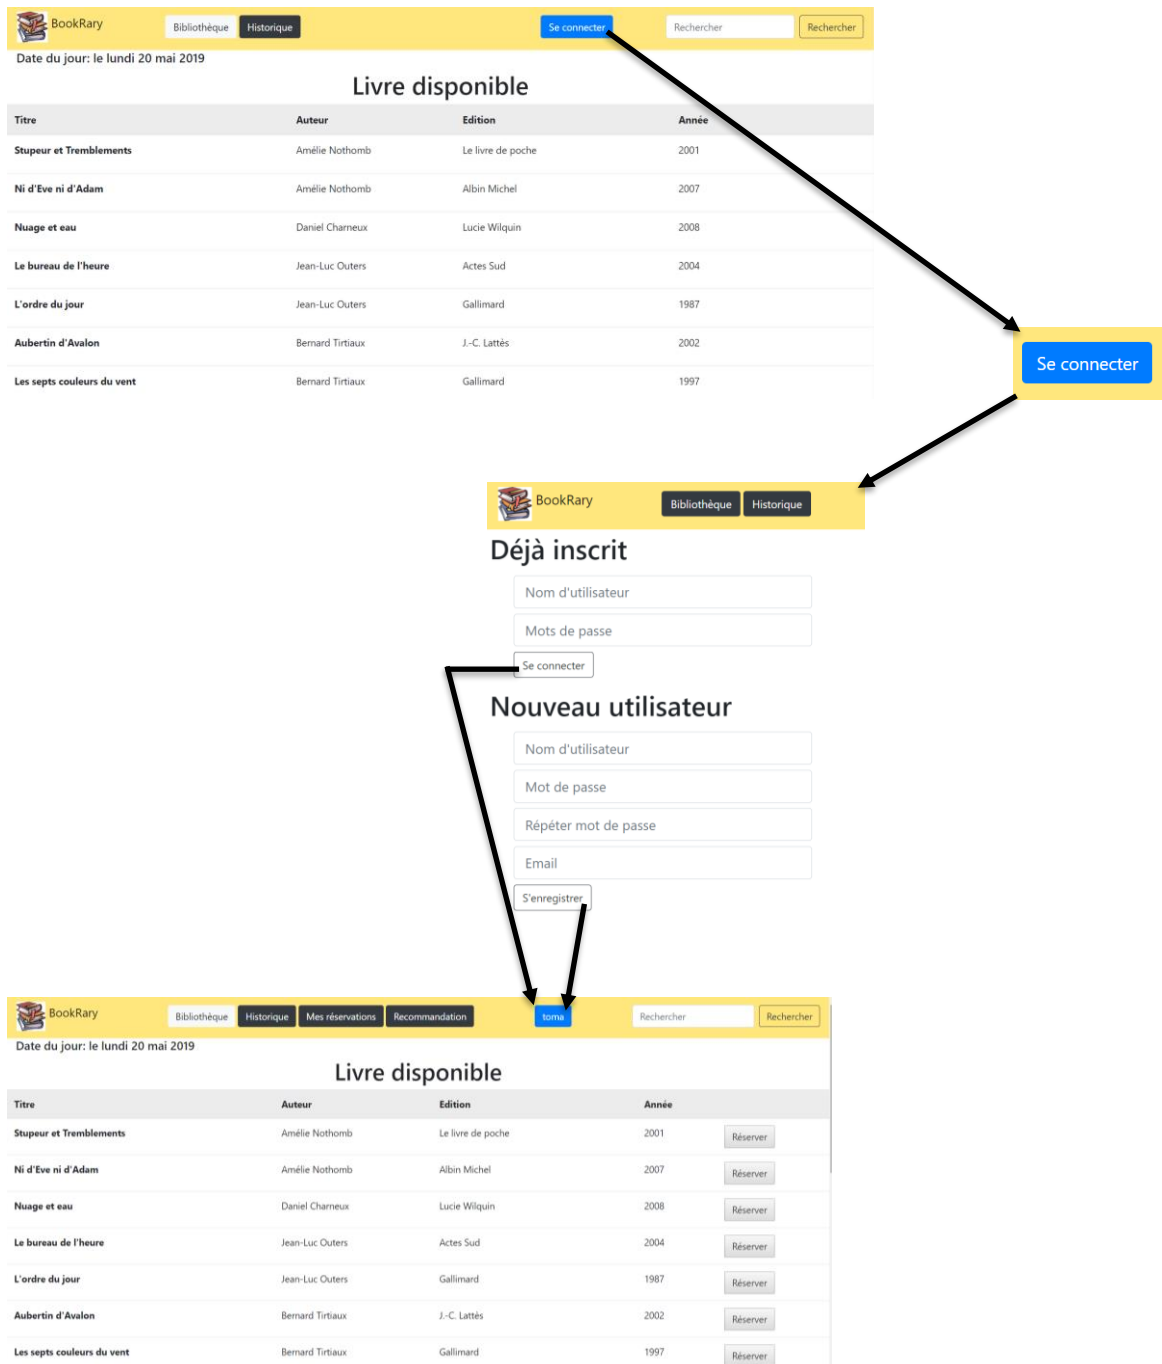 BookRary Bibliothèque Historique Se connecter Rechercher Rechercher
Date du jour: le lundi 20 mai 2019
Livre disponible
Titre Auteur Edition Année
Stupeur et Tremblements Amélie Nothomb Le livre de poche 2001
Ni d'Eve ni d'Adam Amélie Nothomb Albin Michel 2007
Nuage et eau Daniel Charneux Lucie Wilquin 2008
Le bureau de l'heure Jean-Luc Outers Actes Sud 2004
L'ordre du jour Jean-Luc Outers Gallimard 1987
Aubertin d'Avalon Bernard Tirtiaux J.-C. Lattès 2002
Les septs couleurs du vent Bernard Tirtiaux Gallimard 1997
Se connecter
BookRary Bibliothèque Historique
Déjà inscrit
Nom d'utilisateur
Mots de passe
Se connecter
Nouveau utilisateur
Nom d'utilisateur
Mot de passe
Répéter mot de passe
Email
S'enregistrer
BookRary Bibliothèque Historique Mes réservations Recommandation toma Rechercher Rechercher
Date du jour: le lundi 20 mai 2019
Livre disponible
Titre Auteur Edition Année
Stupeur et Tremblements Amélie Nothomb Le livre de poche 2001 Réserver
Ni d'Eve ni d'Adam Amélie Nothomb Albin Michel 2007 Réserver
Nuage et eau Daniel Charneux Lucie Wilquin 2008 Réserver
Le bureau de l'heure Jean-Luc Outers Actes Sud 2004 Réserver
L'ordre du jour Jean-Luc Outers Gallimard 1987 Réserver
Aubertin d'Avalon Bernard Tirtiaux J.-C. Lattès 2002 Réserver
Les septs couleurs du vent Bernard Tirtiaux Gallimard 1997 Réserver